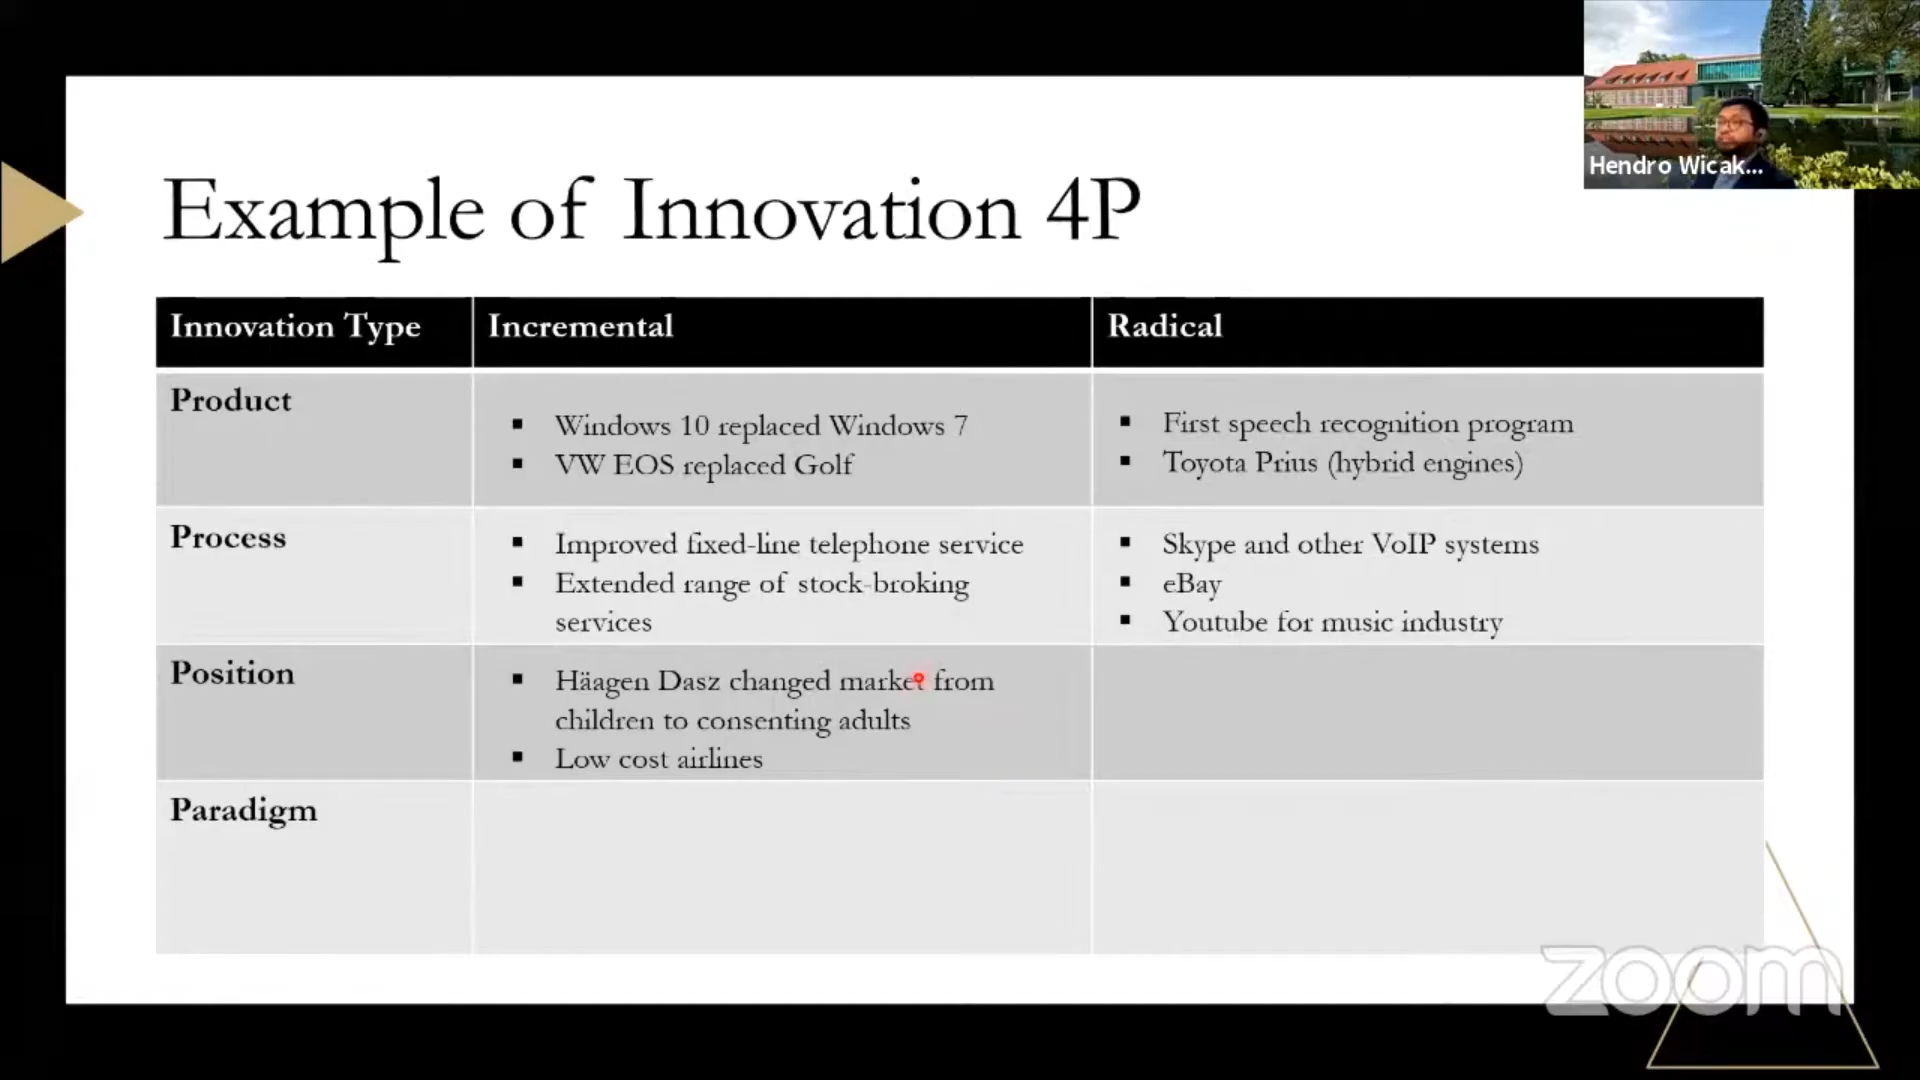 Hendro Wicak...
Example of Innovation 4P
Innovation Type
Incremental
Radical
Product
▪ Windows 10 replaced Windows 7
▪ VW EOS replaced Golf
▪ First speech recognition program
▪ Toyota Prius (hybrid engines)
Process
▪ Improved fixed-line telephone service
▪ Extended range of stock-broking
services
▪ Skype and other VoIP systems
▪ eBay
▪ Youtube for music industry
Position
▪ Häagen Dasz changed market from
children to consenting adults
▪ Low cost airlines
Paradigm
zoom